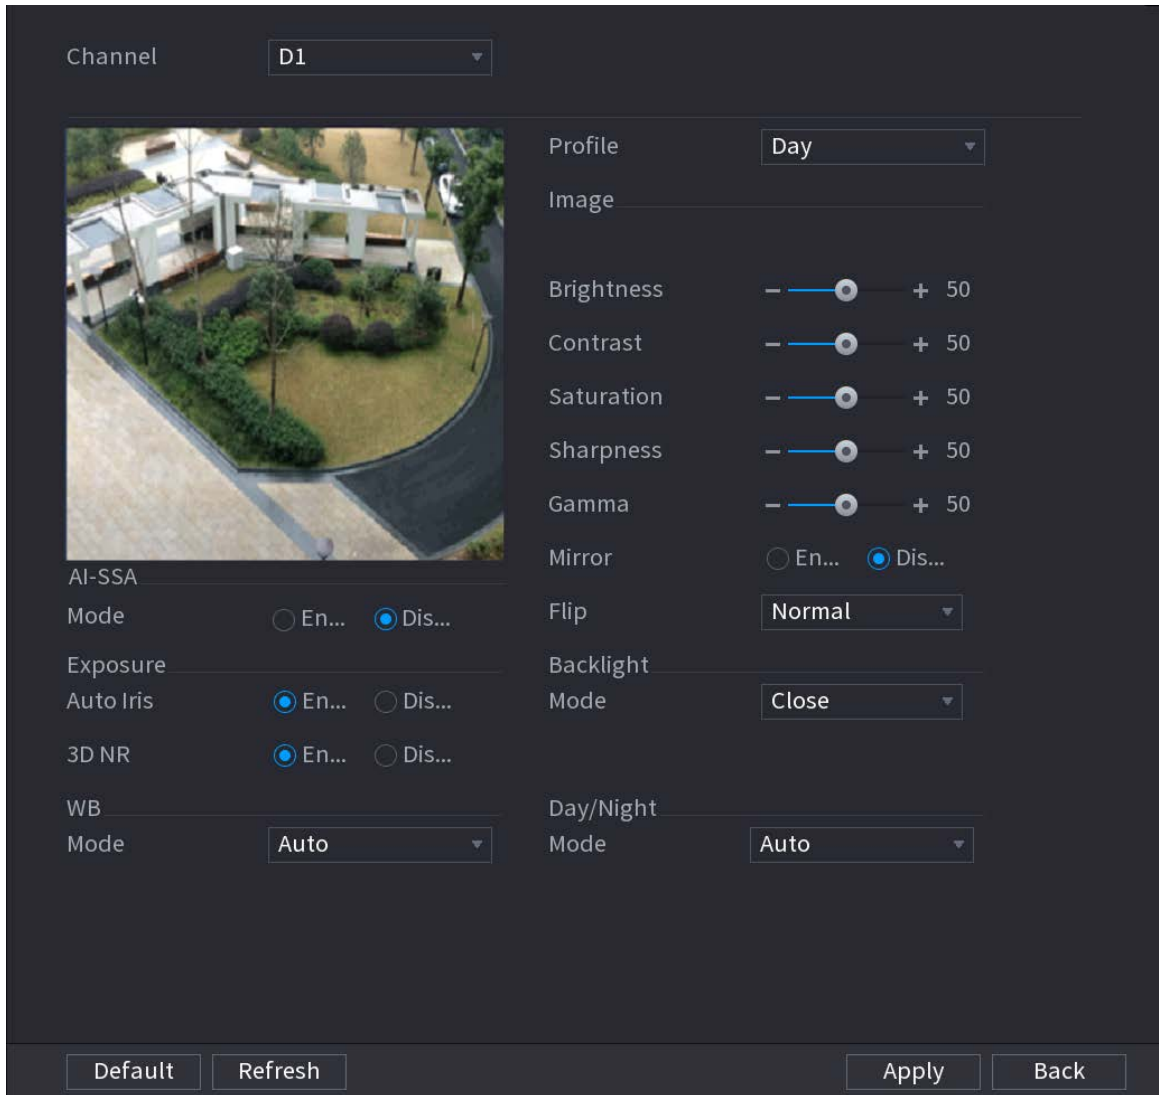 Channel D1
Profile Day
Image
Brightness - + 50
Contrast - + 50
Saturation - + 50
Sharpness - + 50
Gamma - + 50
Mirror En... Dis...
Flip Normal
Backlight
Mode Close
Day/Night
Mode Auto
AI-SSA
Mode En... Dis...
Exposure
Auto Iris En... Dis...
3D NR En... Dis...
WB
Mode Auto
Default Refresh Apply Back